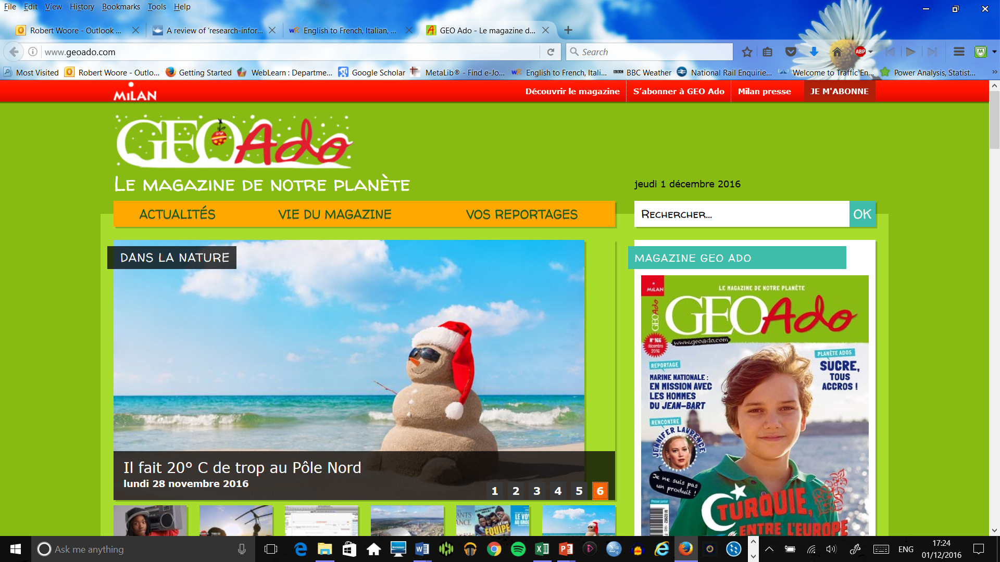 File Edit View History Bookmarks Tools Help
Robert Woore - Outlook ...
A review of ‘research-infor...
English to French, Italian, ...
GEO Ado - Le magazine d...
www.geoado.com
Search
ABP
Most Visited
Robert Woore - Outlo...
Getting Started
WebLearn : Departme...
Google Scholar
MetaLib® - Find e-Jo...
English to French, Itali...
BBC Weather
National Rail Enquirie...
Welcome to Traffic En...
Power Analysis, Statist...
MiLAN
Découvrir le magazine
S’abonner à GEO Ado
Milan presse
JE M'ABONNE
GEOAdo
Le magazine de notre planète
jeudi 1 décembre 2016
ACTUALITÉS
VIE DU MAGAZINE
VOS REPORTAGES
Rechercher...
OK
DANS LA NATURE
Il fait 20° C de trop au Pôle Nord
lundi 28 novembre 2016
1 2 3 4 5 6
MAGAZINE GEO ADO
MiLAN
LE MAGAZINE DE NOTRE PLANÈTE
GEOAdo
GEOAdo
N° 166
décembre
2016
www.geoado.com
REPORTAGE
MARINE NATIONALE :
EN MISSION AVEC
LES HOMMES
DU JEAN-BART
PLANÈTE ADOS
SUCRE,
TOUS
ACCROS !
RENCONTRE
JENNIFER LAWRENCE
Je ne suis pas
un produit !
TURQUIE,
ENTRE L'EUROPE
ÉQUIPE
Ask me anything
ENG
17:24
01/12/2016